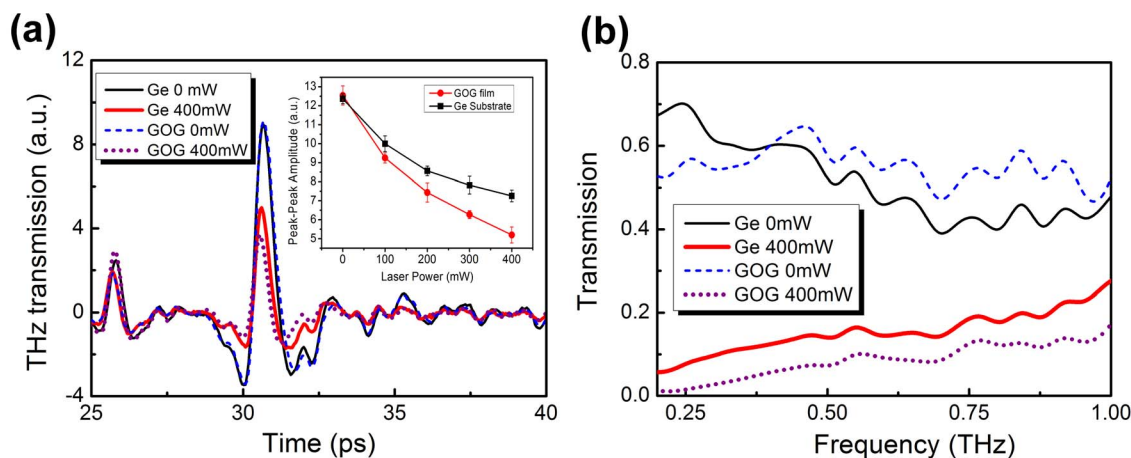 (a)
THz transmission (a.u.)
12
8
4
0
-4
25
30
35
40
Time (ps)
Ge 0 mW
Ge 400mW
GOG 0mW
GOG 400mW
Peak-Peak Amplitude (a.u.)
13
12
11
10
9
8
7
6
5
0
100
200
300
400
Laser Power (mW)
GOG film
Ge Substrate
(b)
Transmission
0.8
0.6
0.4
0.2
0.0
0.25
0.50
0.75
1.00
Frequency (THz)
Ge 0mW
Ge 400mW
GOG 0mW
GOG 400mW